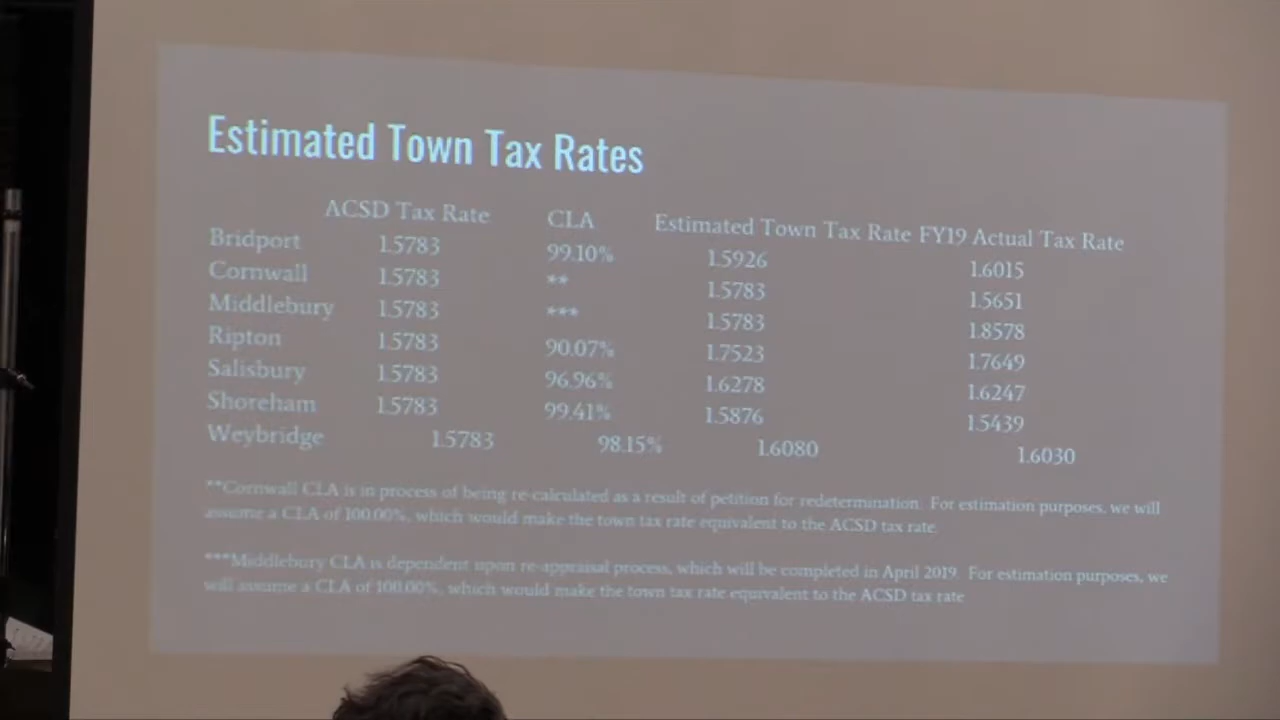 Estimated Town Tax Rates
ACSD Tax Rate CLA Estimated Town Tax Rate FY19 Actual Tax Rate
Bridport 1.5783 99.10% 1.5926 1.6015
Cornwall 1.5783 ** 1.5783 1.5651
Middlebury 1.5783 *** 1.5783 1.8578
Ripton 1.5783 90.07% 1.7523 1.7649
Salisbury 1.5783 96.96% 1.6278 1.6247
Shoreham 1.5783 99.41% 1.5876 1.5439
Weybridge 1.5783 98.15% 1.6080 1.6030
**Cornwall CLA is in process of being re-calculated as a result of petition for redetermination. For estimation purposes, we will
assume a CLA of 100.00%, which would make the town tax rate equivalent to the ACSD tax rate.
***Middlebury CLA is dependent upon re-appraisal process, which will be completed in April 2019. For estimation purposes, we
will assume a CLA of 100.00%, which would make the town tax rate equivalent to the ACSD tax rate